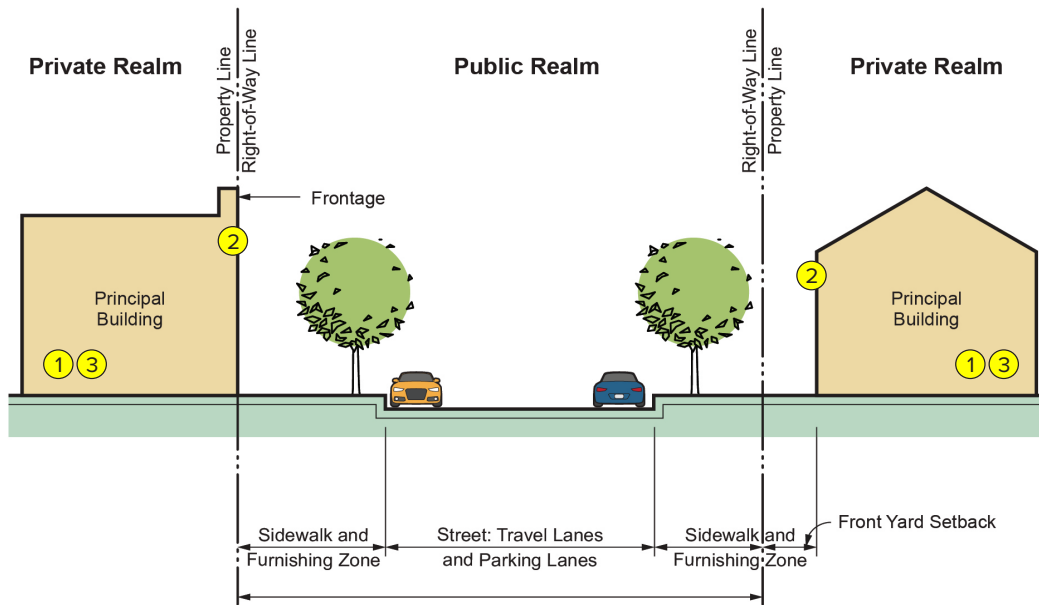 Private Realm
Public Realm
Private Realm
Property Line
Right-of-Way Line
Right-of-Way Line
Property Line
Frontage
2
2
Principal
Building
Principal
Building
1 3
1 3
Sidewalk and
Furnishing Zone
Street: Travel Lanes
and Parking Lanes
Sidewalk and
Furnishing Zone
Front Yard Setback